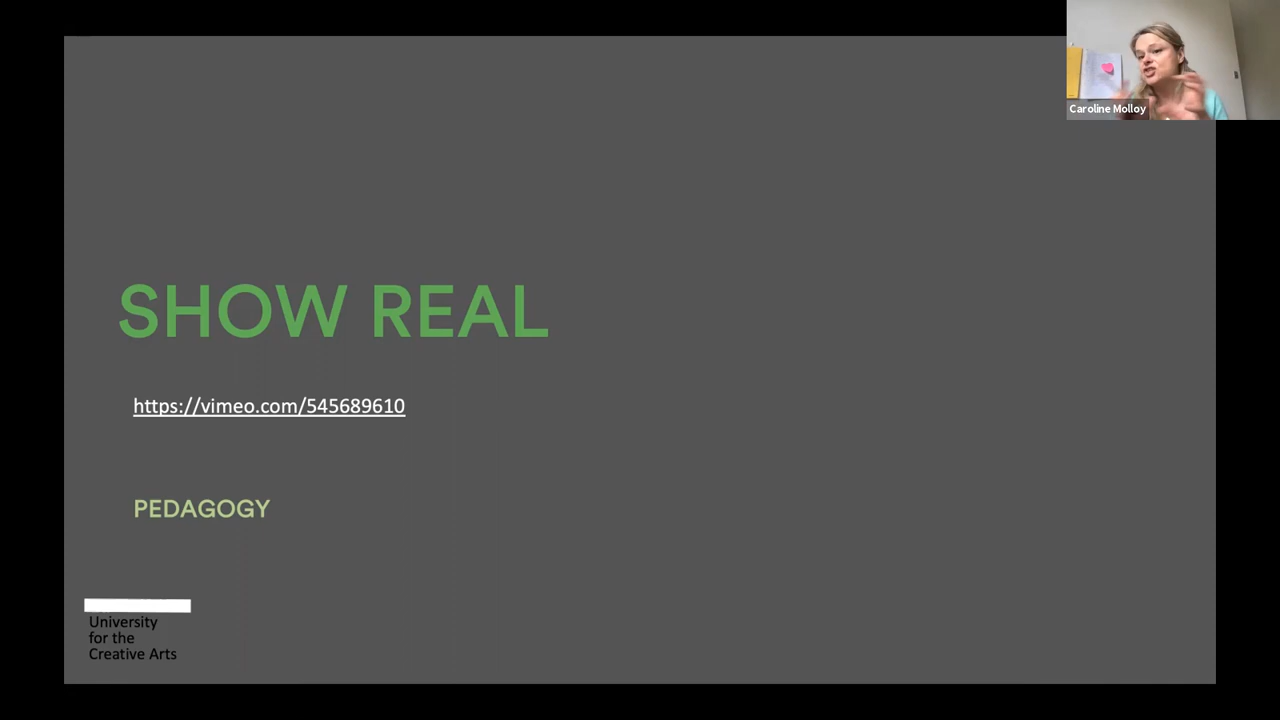 Caroline Molloy
SHOW REAL
https://vimeo.com/545689610
PEDAGOGY
University
for the
Creative Arts